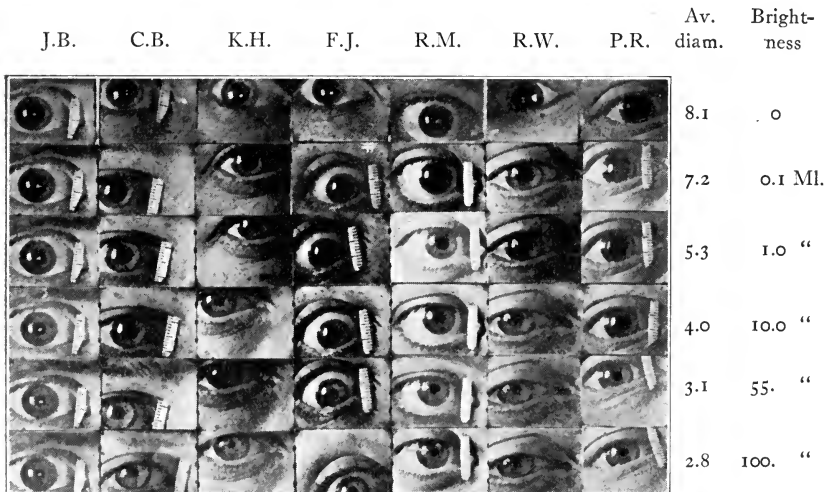 Av. Bright-
J.B. C.B. K.H. F.J. R.M. R.W. P.R. diam. ness
8.1 0
7.2 0.1 Ml.
5.3 1.0 “
4.0 10.0 “
3.1 55. “
2.8 100. “